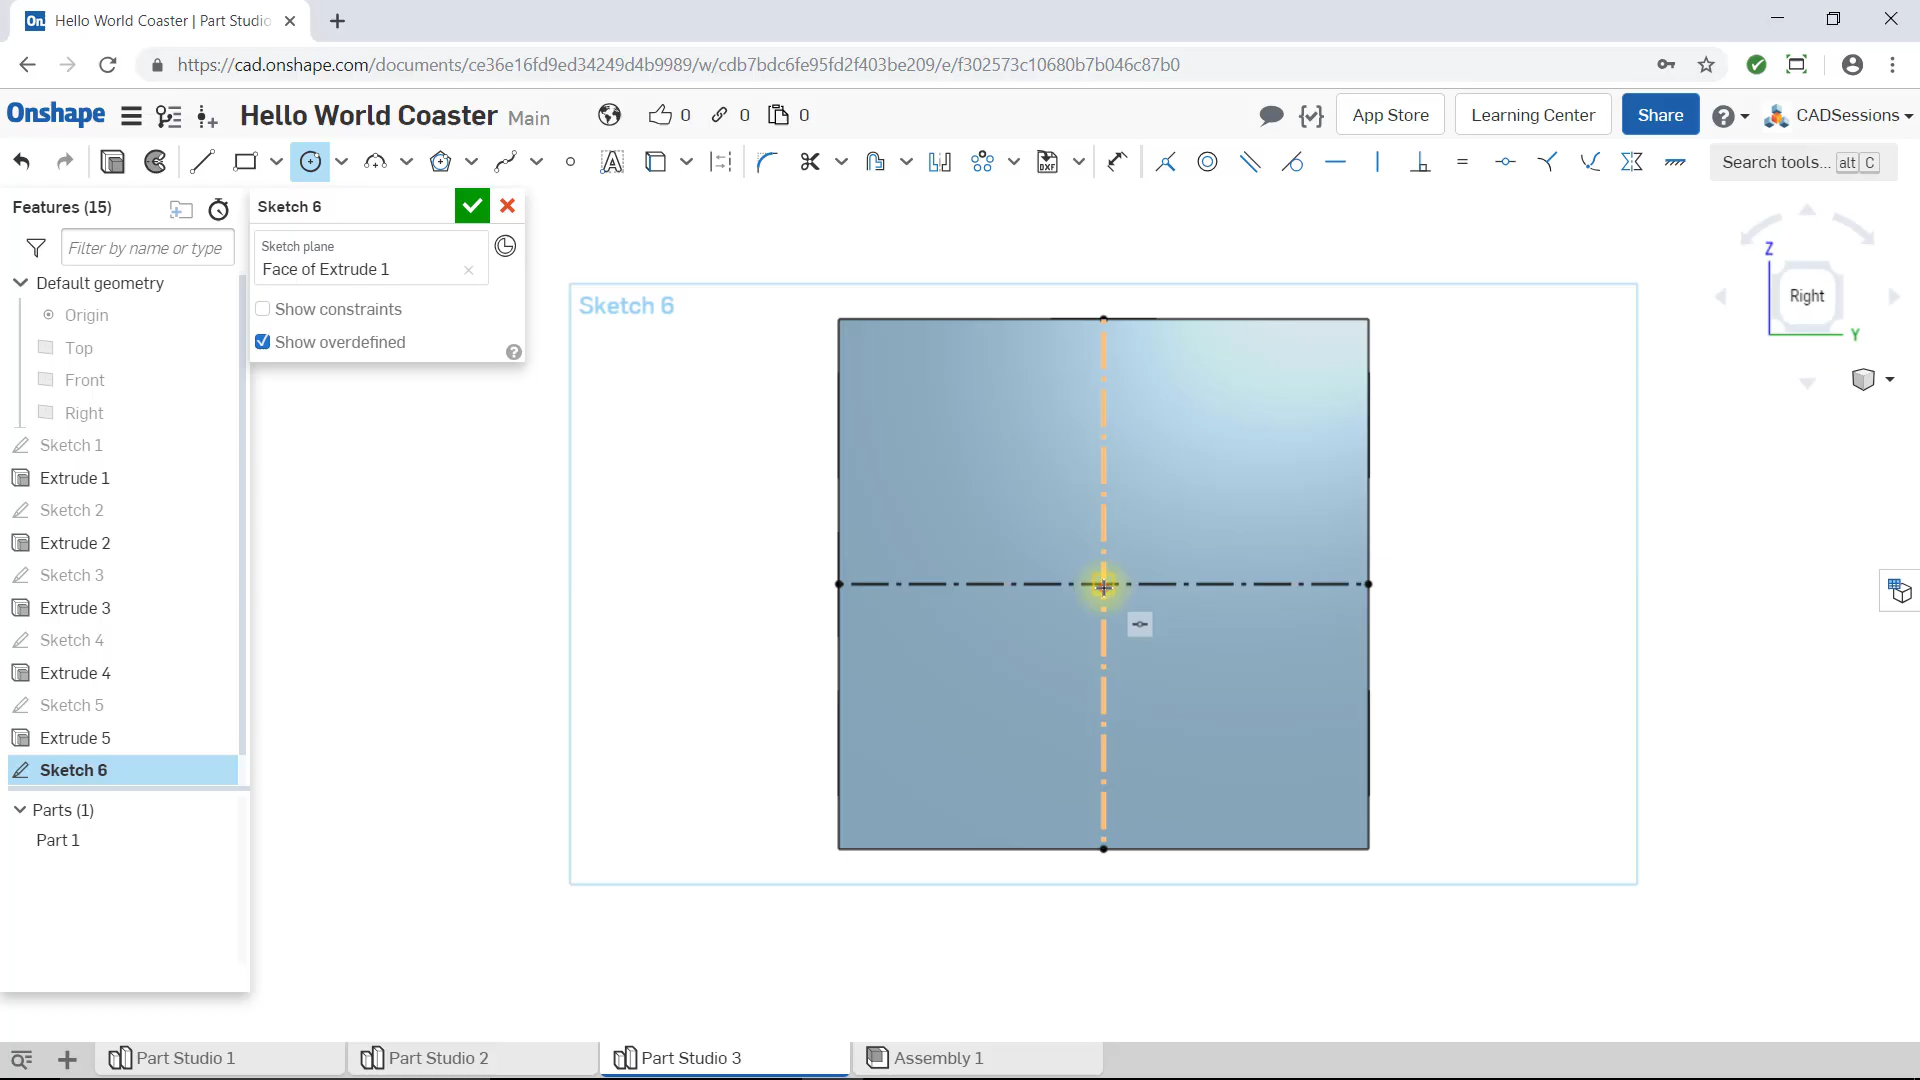 Hello World Coaster | Part Studio
https://cad.onshape.com/documents/ce36e16fd9ed34249d4b9989/w/cdb7bdc6fe95fd2f403be209/e/f302573c10680b7b046c87b0
Onshape Hello World Coaster Main 0 0 0 App Store Learning Center Share CADSessions
Search tools... alt C
Features (15)
Filter by name or type
Default geometry
Origin
Top
Front
Right
Sketch 1
Extrude 1
Sketch 2
Extrude 2
Sketch 3
Extrude 3
Sketch 4
Extrude 4
Sketch 5
Extrude 5
Sketch 6
Parts (1)
Part 1
Sketch 6
Sketch plane
Face of Extrude 1
Show constraints
Show overdefined
Sketch 6
Z
Right
Y
Part Studio 1 Part Studio 2 Part Studio 3 Assembly 1